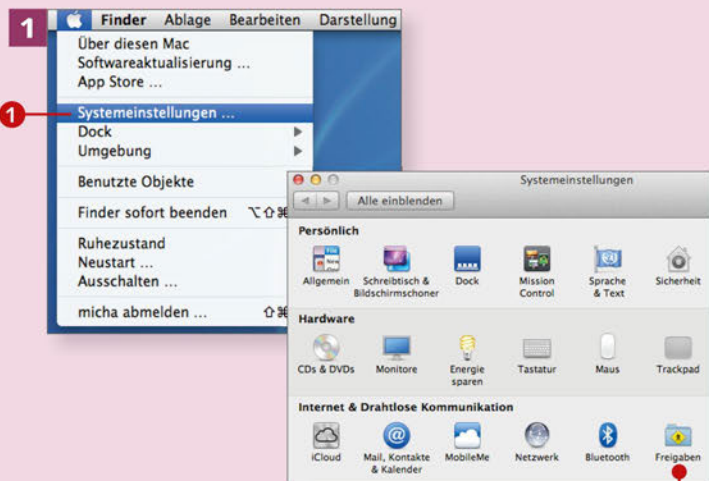 1
Finder Ablage Bearbeiten Darstellung
Über diesen Mac
Softwareaktualisierung ...
App Store ...
1
Systemeinstellungen ...
Dock
Umgebung
Benutzte Objekte
Finder sofort beenden ⌥⇧⌘
Ruhezustand
Neustart ...
Ausschalten ...
micha abmelden ... ⇧⌘
Systemeinstellungen
Alle einblenden
Persönlich
Allgemein
Schreibtisch &
Bildschirmschoner
Dock
Mission
Control
Sprache
& Text
Sicherheit
Hardware
CDs & DVDs
Monitore
Energie
sparen
Tastatur
Maus
Trackpad
Internet & Drahtlose Kommunikation
iCloud
Mail, Kontakte
& Kalender
MobileMe
Netzwerk
Bluetooth
Freigaben